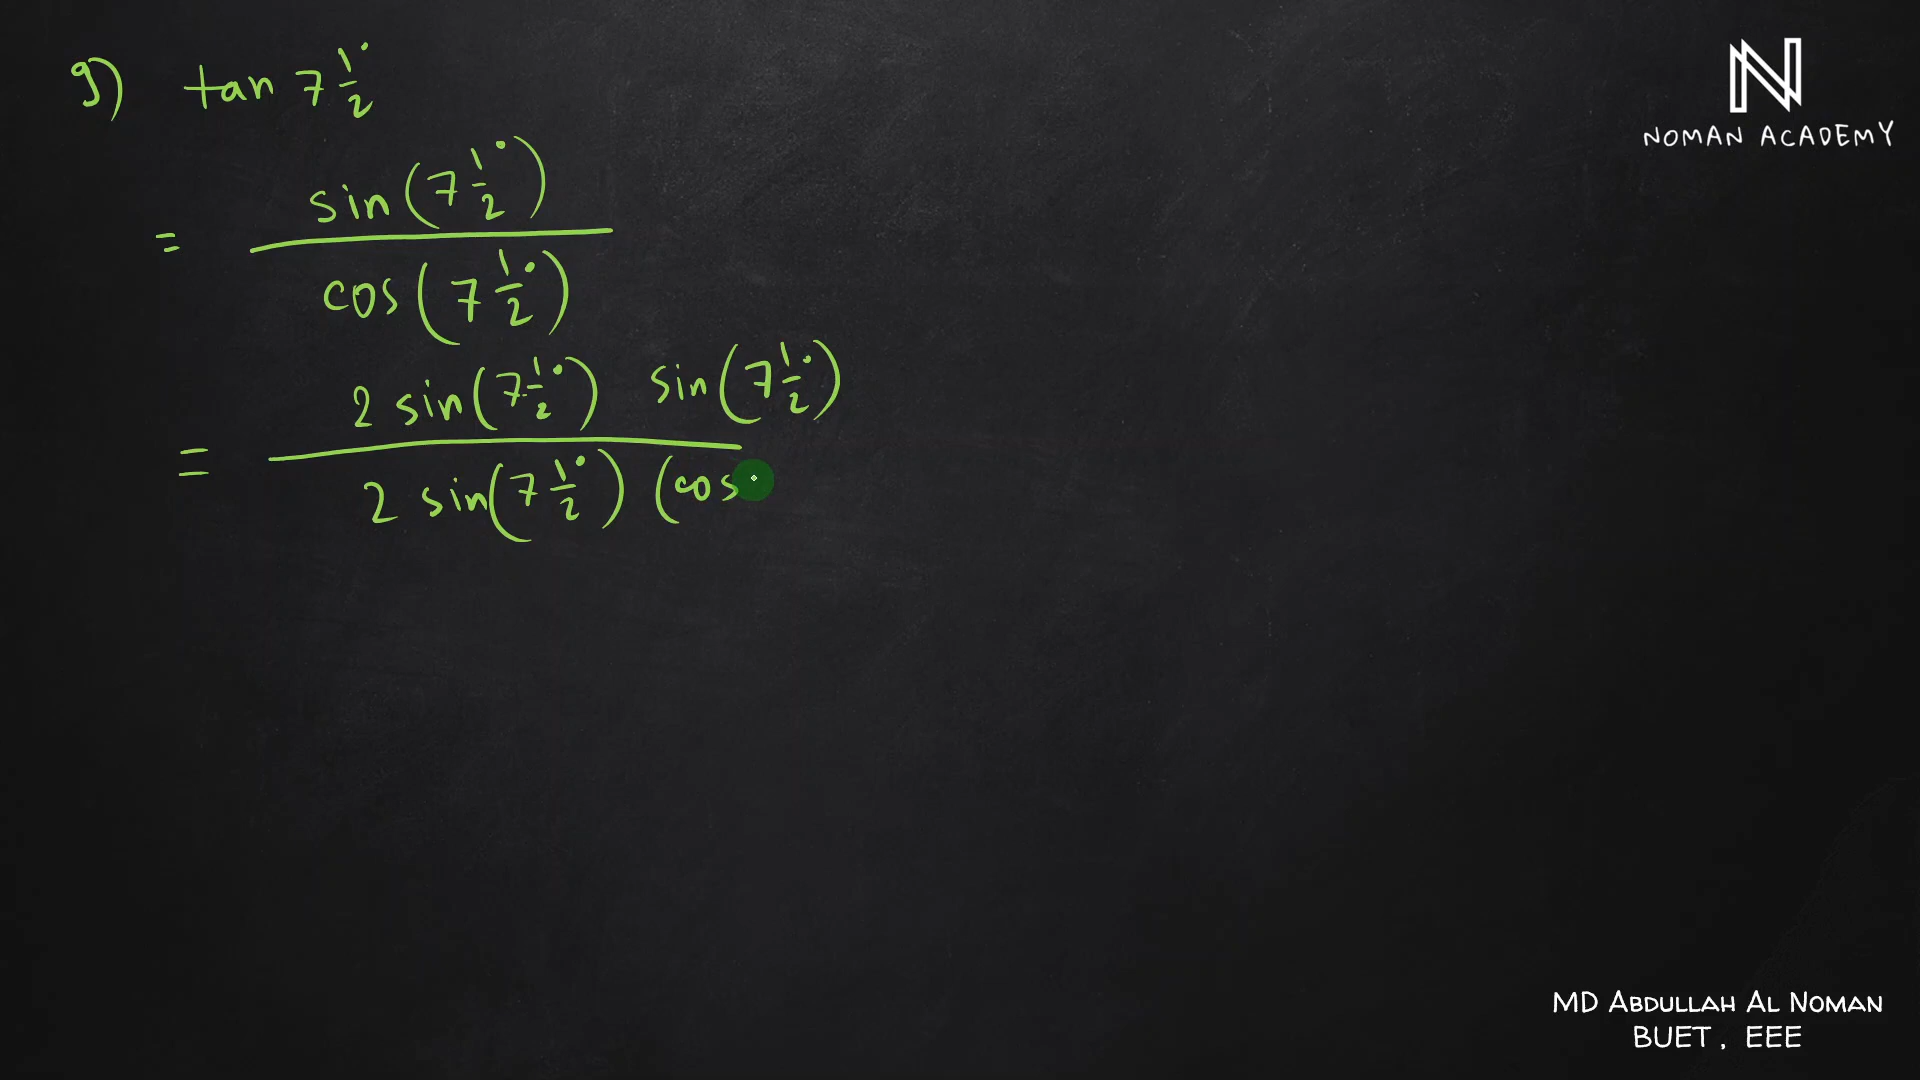 9) tan 7 1/2°
= sin(7 1/2°)
cos(7 1/2°)
2 sin(7 1/2°) sin(7 1/2°)
=
2 sin(7 1/2°) (cos
N
NOMAN ACADEMY
MD ABDULLAH AL NOMAN
BUET, EEE